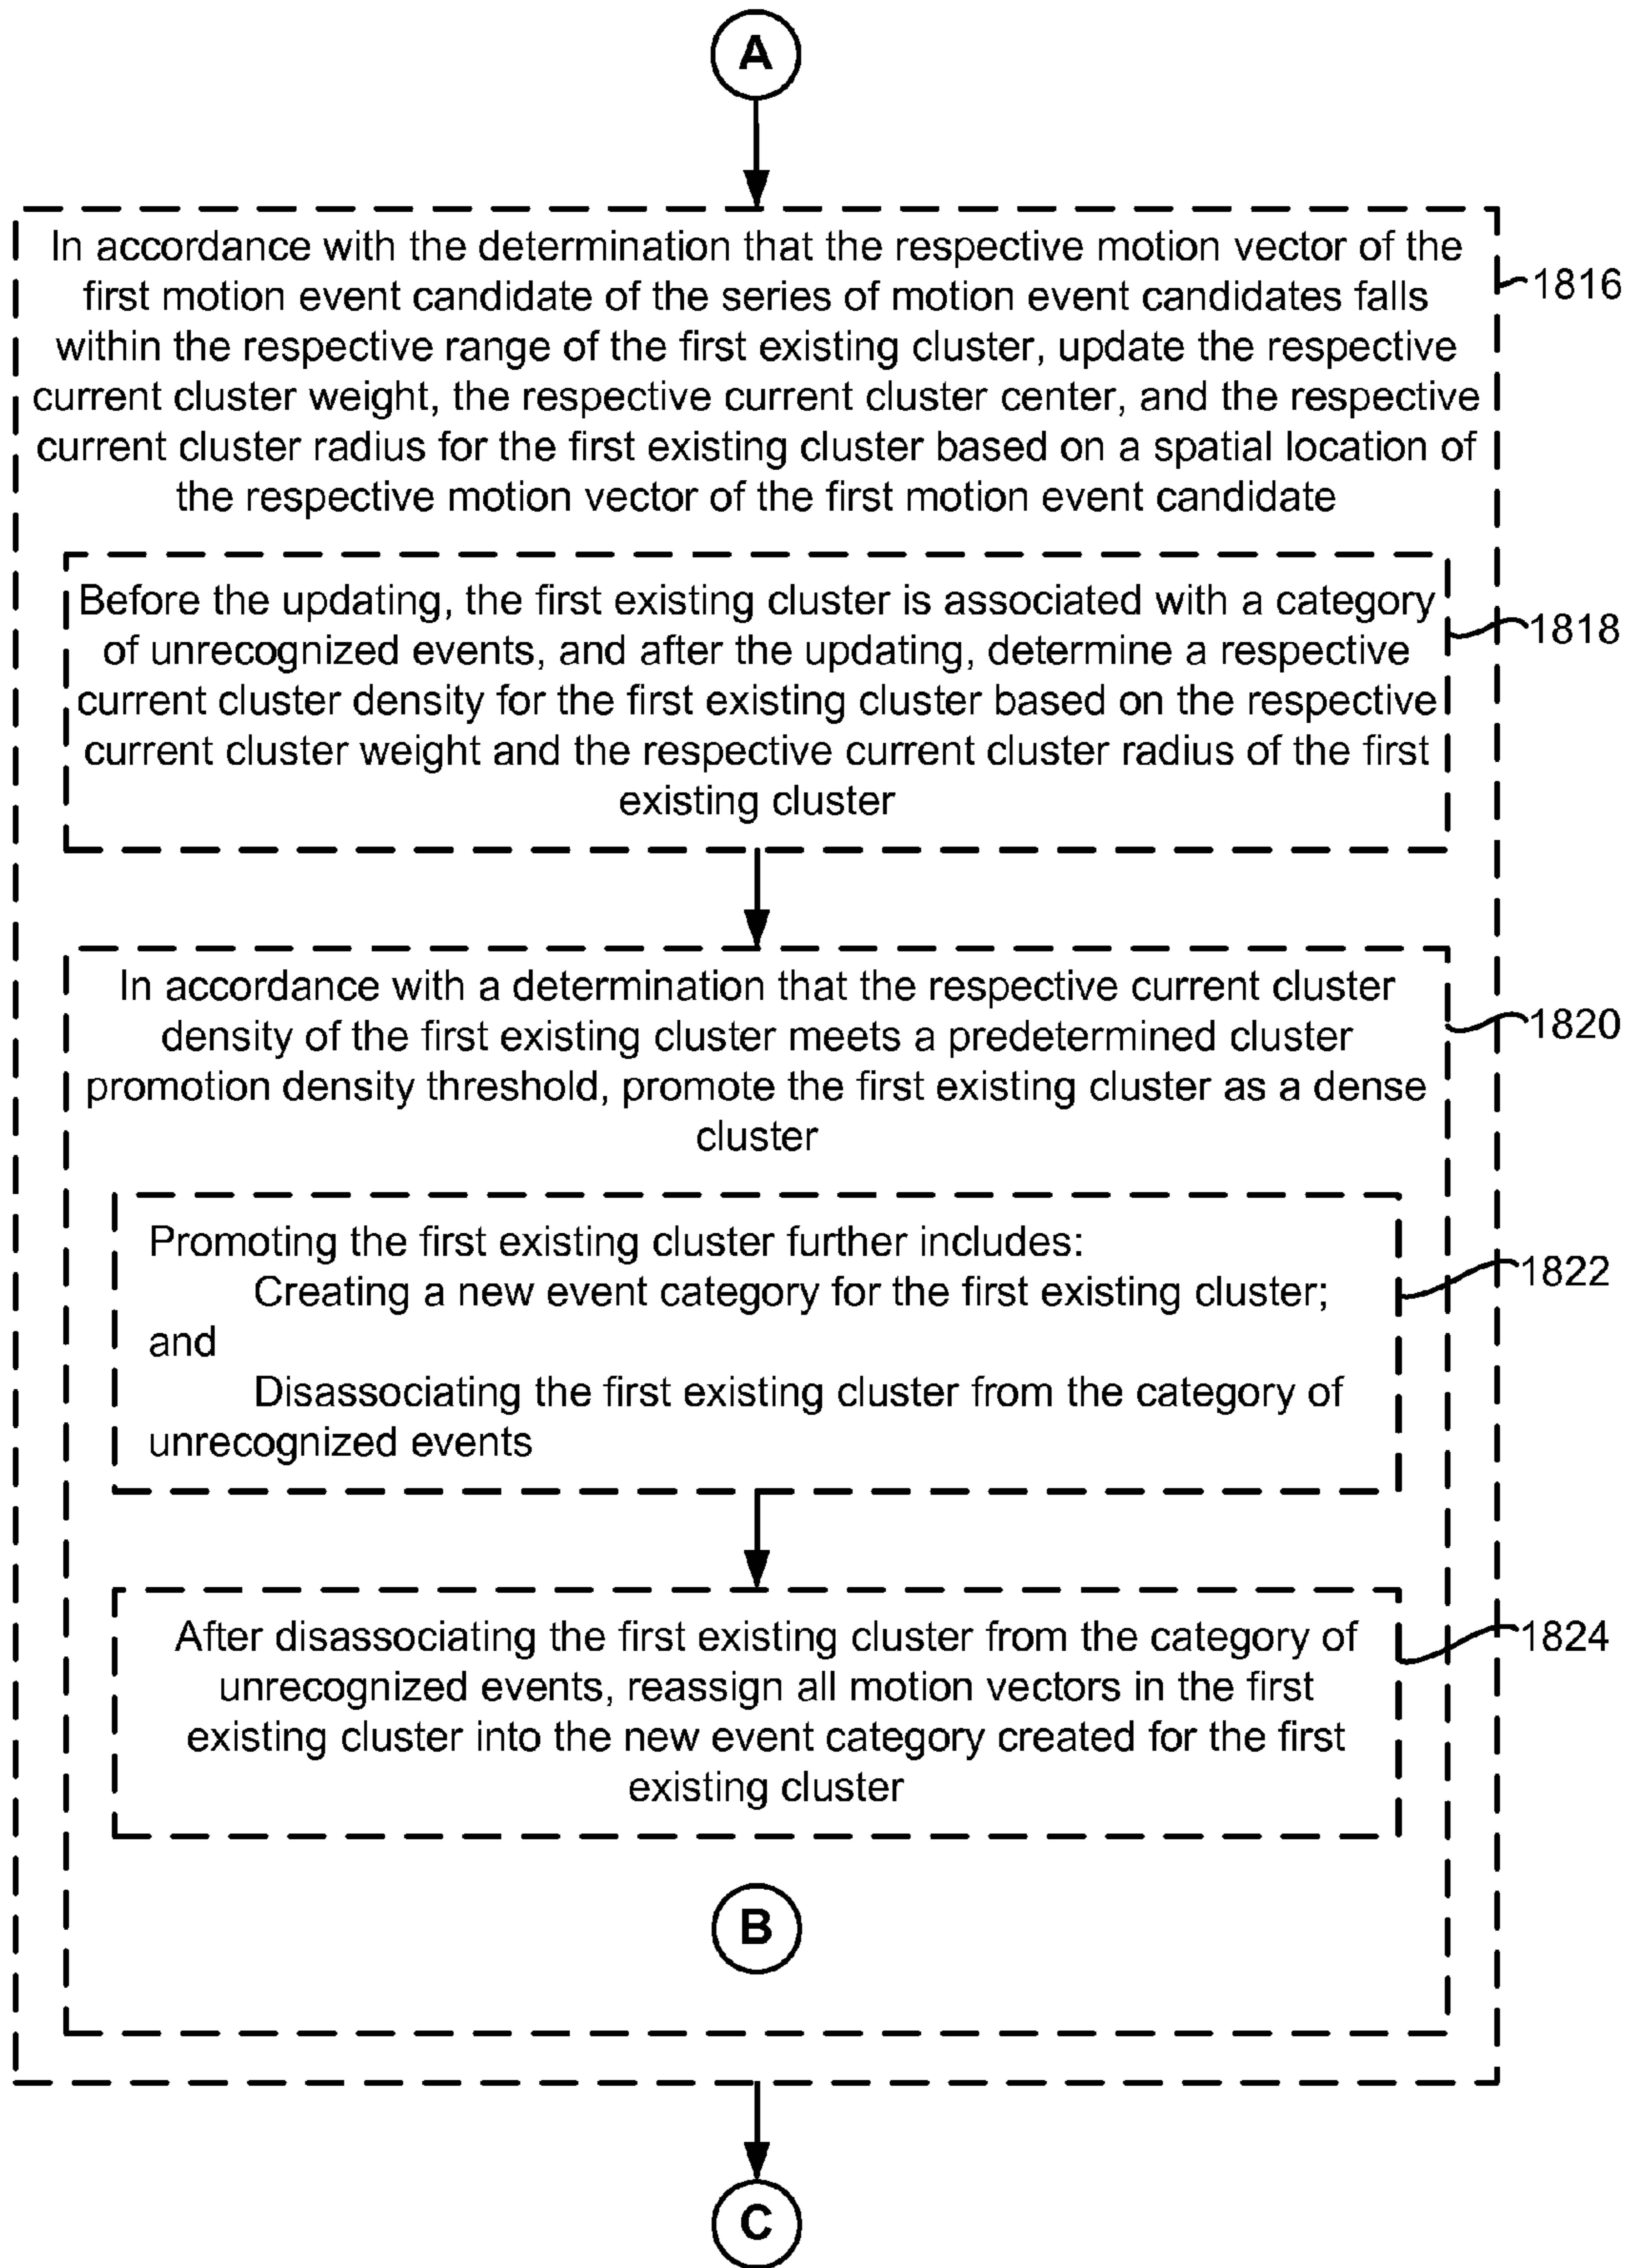 A
In accordance with the determination that the respective motion vector of the
first motion event candidate of the series of motion event candidates falls
within the respective range of the first existing cluster, update the respective
current cluster weight, the respective current cluster center, and the respective
current cluster radius for the first existing cluster based on a spatial location of
the respective motion vector of the first motion event candidate
1816
Before the updating, the first existing cluster is associated with a category
of unrecognized events, and after the updating, determine a respective
current cluster density for the first existing cluster based on the respective
current cluster weight and the respective current cluster radius of the first
existing cluster
1818
In accordance with a determination that the respective current cluster
density of the first existing cluster meets a predetermined cluster
promotion density threshold, promote the first existing cluster as a dense
cluster
1820
Promoting the first existing cluster further includes:
Creating a new event category for the first existing cluster;
and
Disassociating the first existing cluster from the category of
unrecognized events
1822
After disassociating the first existing cluster from the category of
unrecognized events, reassign all motion vectors in the first
existing cluster into the new event category created for the first
existing cluster
1824
B
C